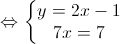 ⇔ { y = 2x − 1
7x = 7